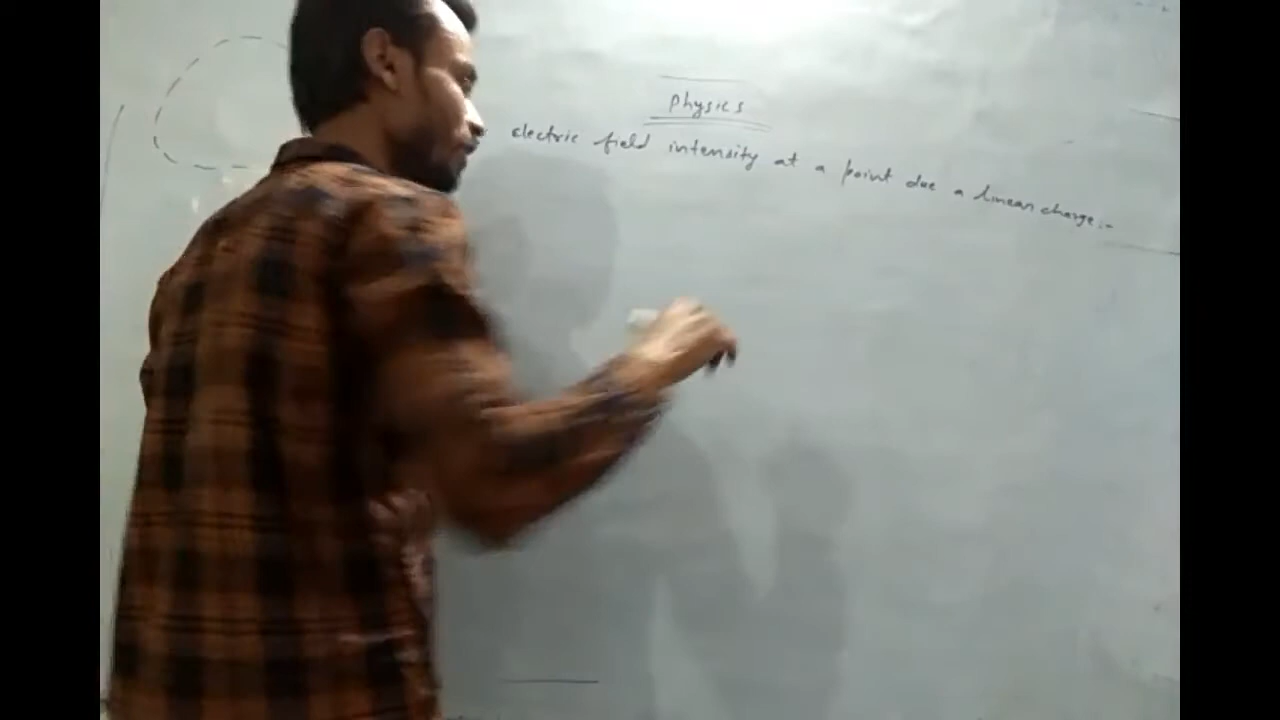 Physics
electric field intensity at a point due a linear charge:-